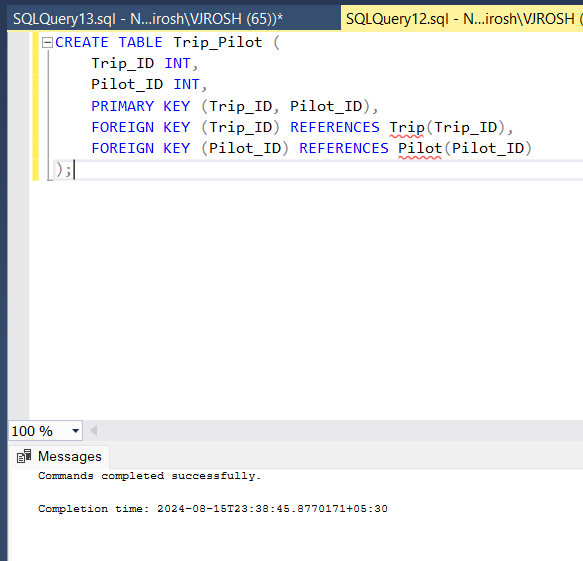 SQLQuery13.sql - N...irosh\VJROSH (65))*
SQLQuery12.sql - N...irosh\VJROSH (
CREATE TABLE Trip_Pilot (
    Trip_ID INT,
    Pilot_ID INT,
    PRIMARY KEY (Trip_ID, Pilot_ID),
    FOREIGN KEY (Trip_ID) REFERENCES Trip(Trip_ID),
    FOREIGN KEY (Pilot_ID) REFERENCES Pilot(Pilot_ID)
);
100 %
Messages
Commands completed successfully.
Completion time: 2024-08-15T23:38:45.8770171+05:30